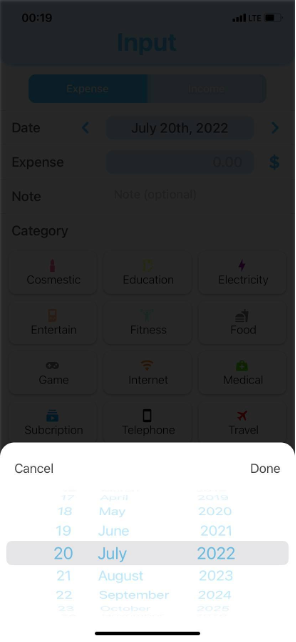 00:19 LTE
Input
Expense
Date July 20th, 2022
Expense 0.00 $
Note Note (optional)
Category
Cosmestic Education Electricity
Entertain Fitness Food
Game Internet Medical
Subcription Telephone Travel
Cancel Done
17 April 2019
18 May 2020
19 June 2021
20 July 2022
21 August 2023
22 September 2024
23 October 2025